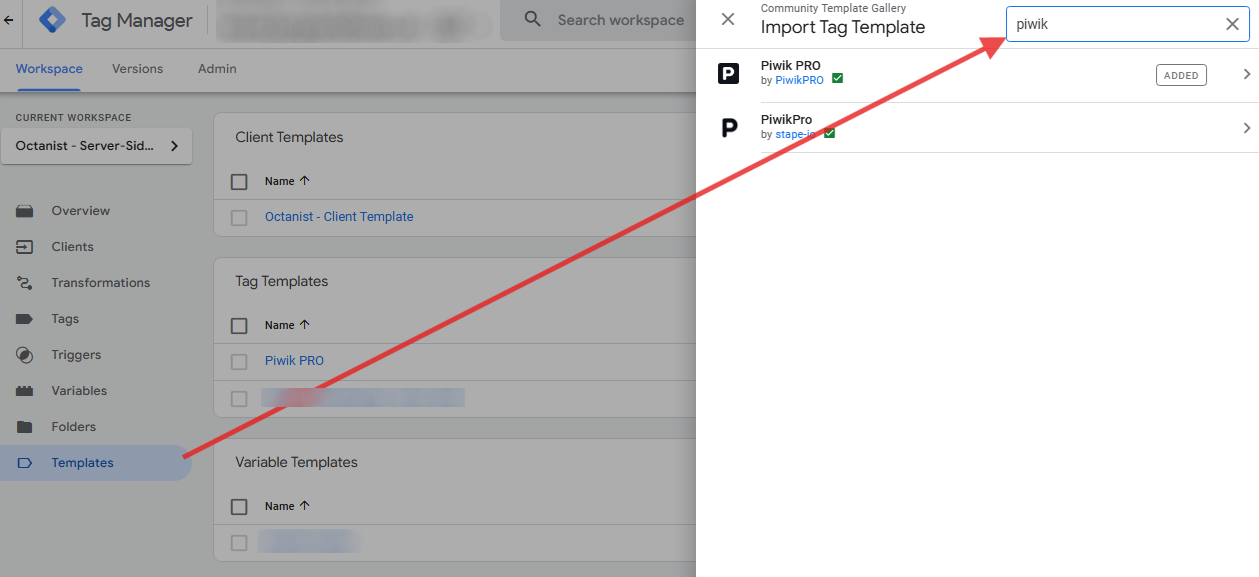 Tag Manager
Search workspace
Workspace
Versions
Admin
CURRENT WORKSPACE
Octanist - Server-Sid...
Overview
Clients
Transformations
Tags
Triggers
Variables
Folders
Templates
Client Templates
Name
Octanist - Client Template
Tag Templates
Name
Piwik PRO
Variable Templates
Name
Community Template Gallery
Import Tag Template
piwik
Piwik PRO
by PiwikPRO
ADDED
PiwikPro
by stape-io